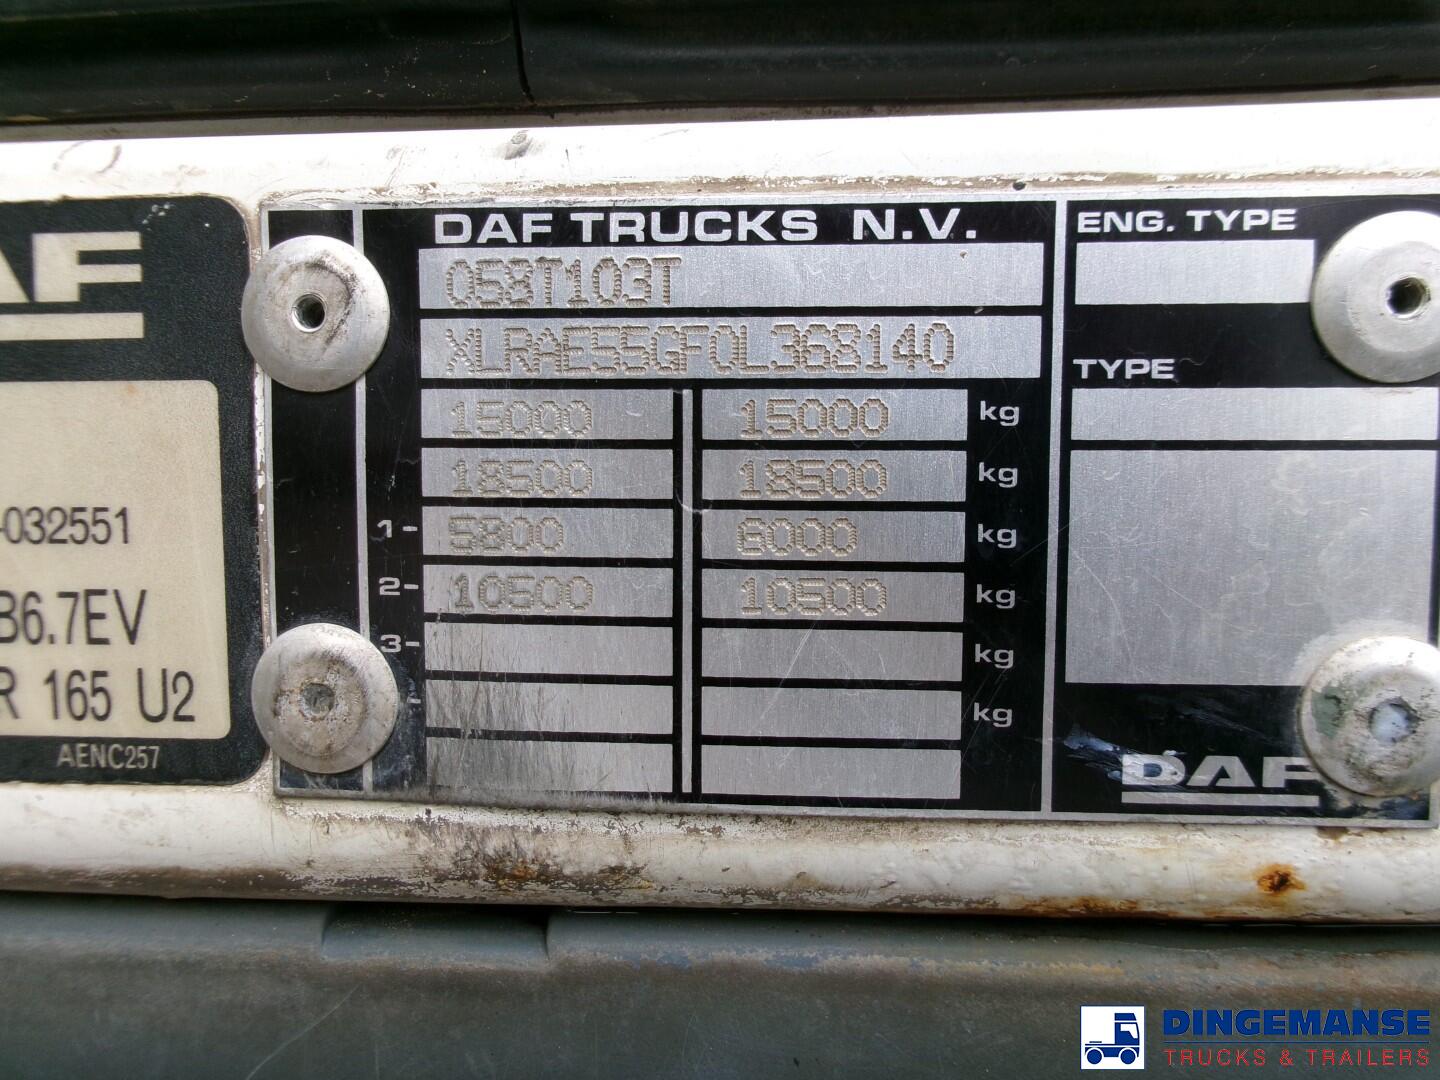 AF
-032551
B6.7EV
R 165 U2
AENC257
DAF TRUCKS N.V.
058T103T
XLRAE55GF0L368140
15000 15000 kg
18500 18500 kg
1- 5800 6000 kg
2- 10500 10500 kg
3- kg
- kg
ENG. TYPE
TYPE
DAF
DINGEMANSE
TRUCKS & TRAILERS